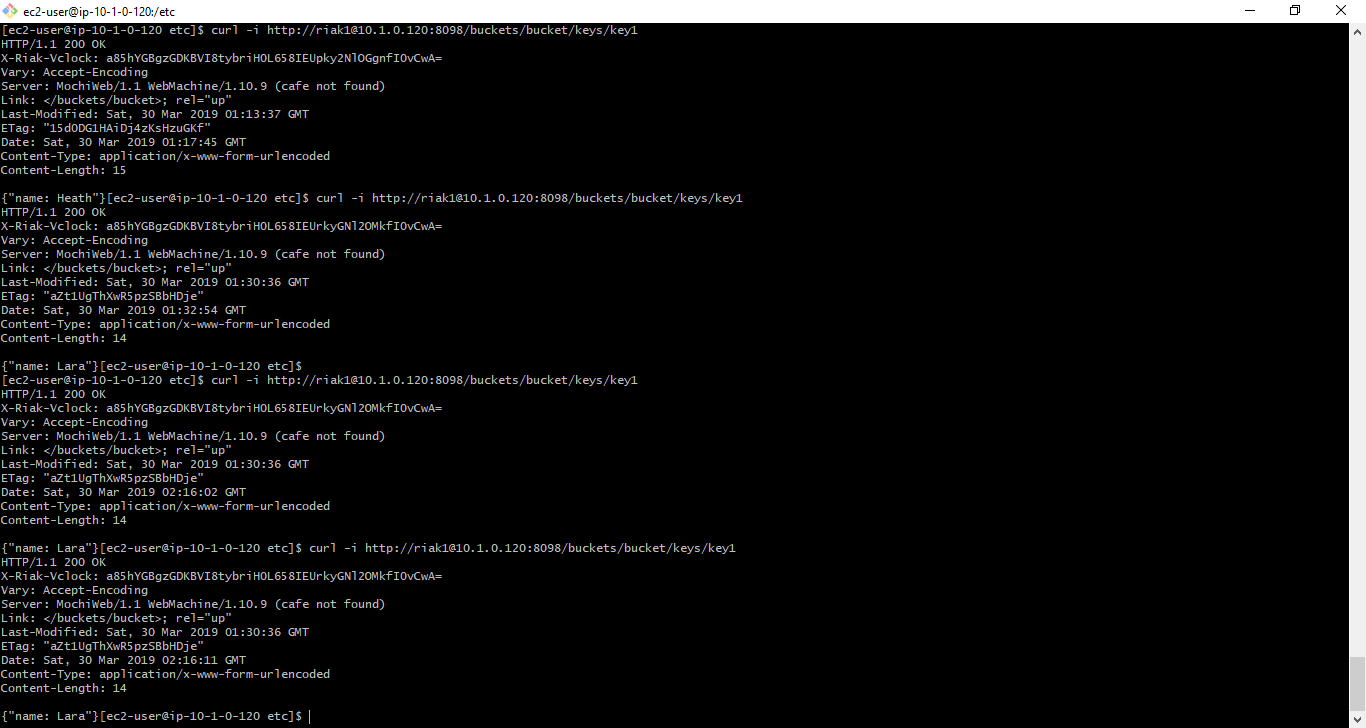 ec2-user@ip-10-1-0-120:/etc
[ec2-user@ip-10-1-0-120 etc]$ curl -i http://riak1@10.1.0.120:8098/buckets/bucket/keys/key1
HTTP/1.1 200 OK
X-Riak-Vclock: a85hYGBgzGDKBVI8tybriHOL658IEUpky2NlOGgnfIOvCwA=
Vary: Accept-Encoding
Server: MochiWeb/1.1 WebMachine/1.10.9 (cafe not found)
Link: </buckets/bucket>; rel="up"
Last-Modified: Sat, 30 Mar 2019 01:13:37 GMT
ETag: "15dODG1HAiDj4zKsHzuGKf"
Date: Sat, 30 Mar 2019 01:17:45 GMT
Content-Type: application/x-www-form-urlencoded
Content-Length: 15
{"name: Heath"}[ec2-user@ip-10-1-0-120 etc]$ curl -i http://riak1@10.1.0.120:8098/buckets/bucket/keys/key1
HTTP/1.1 200 OK
X-Riak-Vclock: a85hYGBgzGDKBVI8tybriHOL658IEUrkyGNl2OMkfIOvCwA=
Vary: Accept-Encoding
Server: MochiWeb/1.1 WebMachine/1.10.9 (cafe not found)
Link: </buckets/bucket>; rel="up"
Last-Modified: Sat, 30 Mar 2019 01:30:36 GMT
ETag: "aZt1UgThXwR5pzSBbHDje"
Date: Sat, 30 Mar 2019 01:32:54 GMT
Content-Type: application/x-www-form-urlencoded
Content-Length: 14
{"name: Lara"}[ec2-user@ip-10-1-0-120 etc]$
[ec2-user@ip-10-1-0-120 etc]$ curl -i http://riak1@10.1.0.120:8098/buckets/bucket/keys/key1
HTTP/1.1 200 OK
X-Riak-Vclock: a85hYGBgzGDKBVI8tybriHOL658IEUrkyGNl2OMkfIOvCwA=
Vary: Accept-Encoding
Server: MochiWeb/1.1 WebMachine/1.10.9 (cafe not found)
Link: </buckets/bucket>; rel="up"
Last-Modified: Sat, 30 Mar 2019 01:30:36 GMT
ETag: "aZt1UgThXwR5pzSBbHDje"
Date: Sat, 30 Mar 2019 02:16:02 GMT
Content-Type: application/x-www-form-urlencoded
Content-Length: 14
{"name: Lara"}[ec2-user@ip-10-1-0-120 etc]$ curl -i http://riak1@10.1.0.120:8098/buckets/bucket/keys/key1
HTTP/1.1 200 OK
X-Riak-Vclock: a85hYGBgzGDKBVI8tybriHOL658IEUrkyGNl2OMkfIOvCwA=
Vary: Accept-Encoding
Server: MochiWeb/1.1 WebMachine/1.10.9 (cafe not found)
Link: </buckets/bucket>; rel="up"
Last-Modified: Sat, 30 Mar 2019 01:30:36 GMT
ETag: "aZt1UgThXwR5pzSBbHDje"
Date: Sat, 30 Mar 2019 02:16:11 GMT
Content-Type: application/x-www-form-urlencoded
Content-Length: 14
{"name: Lara"}[ec2-user@ip-10-1-0-120 etc]$